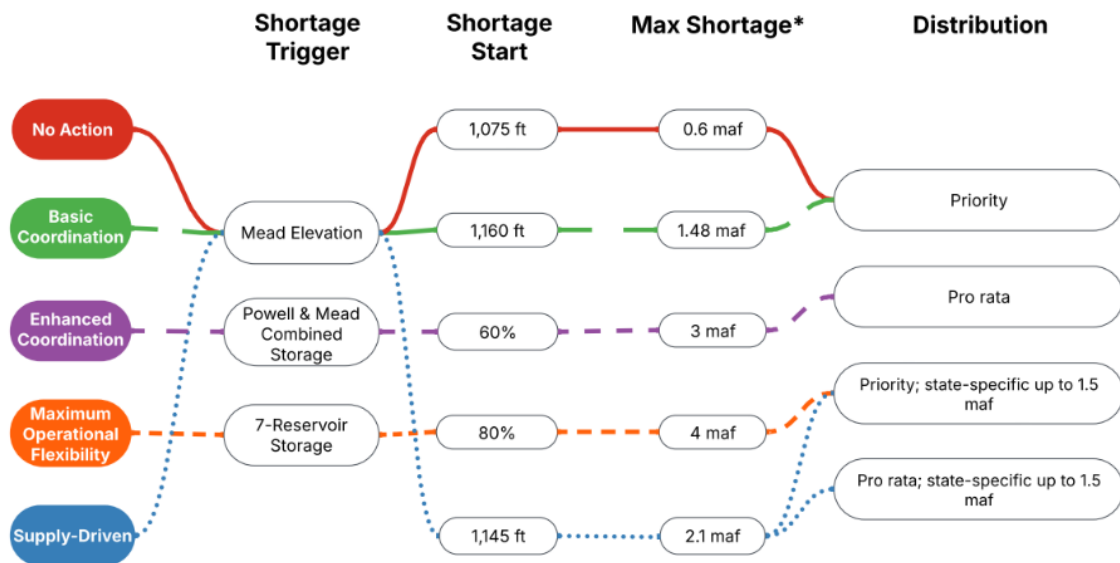 Shortage
Trigger
Shortage
Start
Max Shortage*
Distribution
No Action
1,075 ft
0.6 maf
Basic
Coordination
Mead Elevation
1,160 ft
1.48 maf
Priority
Enhanced
Coordination
Powell & Mead
Combined
Storage
60%
3 maf
Pro rata
Maximum
Operational
Flexibility
7-Reservoir
Storage
80%
4 maf
Priority; state-specific up to 1.5
maf
Supply-Driven
1,145 ft
2.1 maf
Pro rata; state-specific up to 1.5
maf